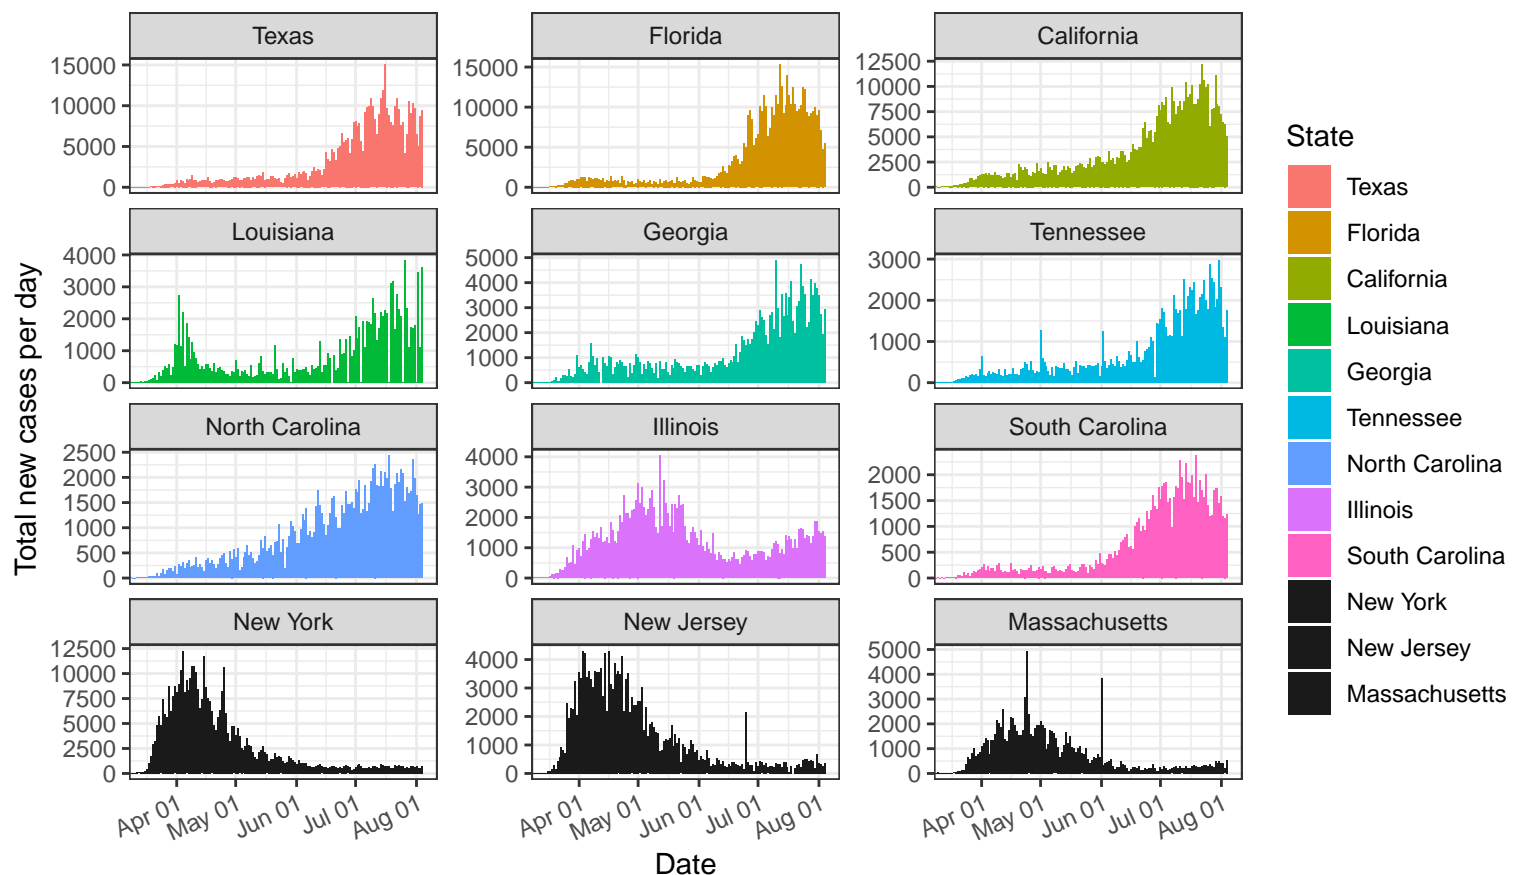 Texas
Florida
California
15000
10000
5000
0
15000
10000
5000
0
12500
10000
7500
5000
2500
0
Louisiana
Georgia
Tennessee
4000
3000
2000
1000
0
5000
4000
3000
2000
1000
0
3000
2000
1000
0
North Carolina
Illinois
South Carolina
2500
2000
1500
1000
500
0
4000
3000
2000
1000
0
2000
1500
1000
500
0
New York
New Jersey
Massachusetts
12500
10000
7500
5000
2500
0
4000
3000
2000
1000
0
5000
4000
3000
2000
1000
0
Apr 01
May 01
Jun 01
Jul 01
Aug 01
Apr 01
May 01
Jun 01
Jul 01
Aug 01
Apr 01
May 01
Jun 01
Jul 01
Aug 01
Date
Total new cases per day
State
Texas
Florida
California
Louisiana
Georgia
Tennessee
North Carolina
Illinois
South Carolina
New York
New Jersey
Massachusetts